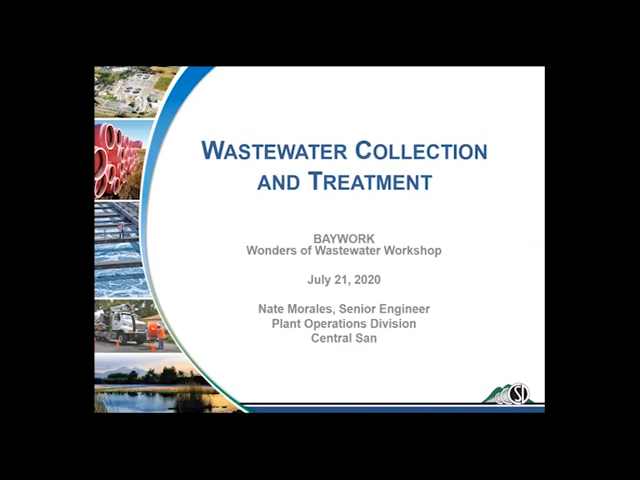 WASTEWATER COLLECTION
AND TREATMENT
BAYWORK
Wonders of Wastewater Workshop
July 21, 2020
Nate Morales, Senior Engineer
Plant Operations Division
Central San